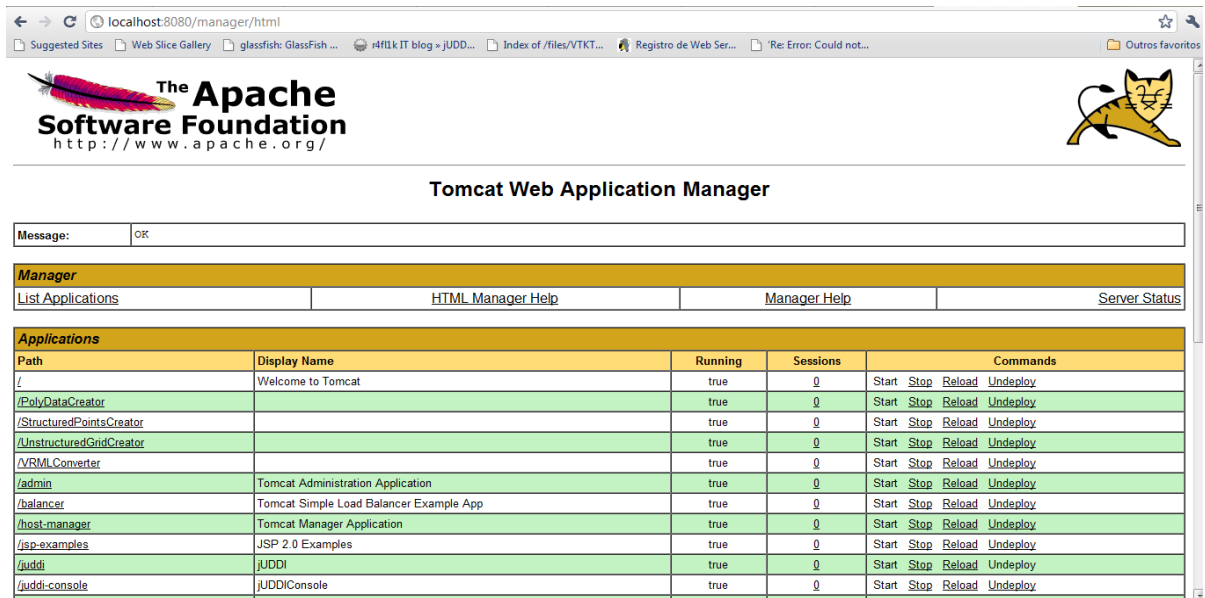 localhost:8080/manager/html
Suggested Sites Web Slice Gallery glassfish: GlassFish ... r4fl1k IT blog » jUDD... Index of /files/VTKT... Registro de Web Ser... 'Re: Error: Could not... Outros favoritos
The Apache
Software Foundation
http://www.apache.org/
Tomcat Web Application Manager
Message: OK
Manager
List Applications HTML Manager Help Manager Help Server Status
Applications
Path Display Name Running Sessions Commands
/ Welcome to Tomcat true 0 Start Stop Reload Undeploy
/PolyDataCreator true 0 Start Stop Reload Undeploy
/StructuredPointsCreator true 0 Start Stop Reload Undeploy
/UnstructuredGridCreator true 0 Start Stop Reload Undeploy
/VRMLConverter true 0 Start Stop Reload Undeploy
/admin Tomcat Administration Application true 0 Start Stop Reload Undeploy
/balancer Tomcat Simple Load Balancer Example App true 0 Start Stop Reload Undeploy
/host-manager Tomcat Manager Application true 0 Start Stop Reload Undeploy
/jsp-examples JSP 2.0 Examples true 0 Start Stop Reload Undeploy
/juddi jUDDI true 0 Start Stop Reload Undeploy
/juddi-console jUDDIConsole true 0 Start Stop Reload Undeploy